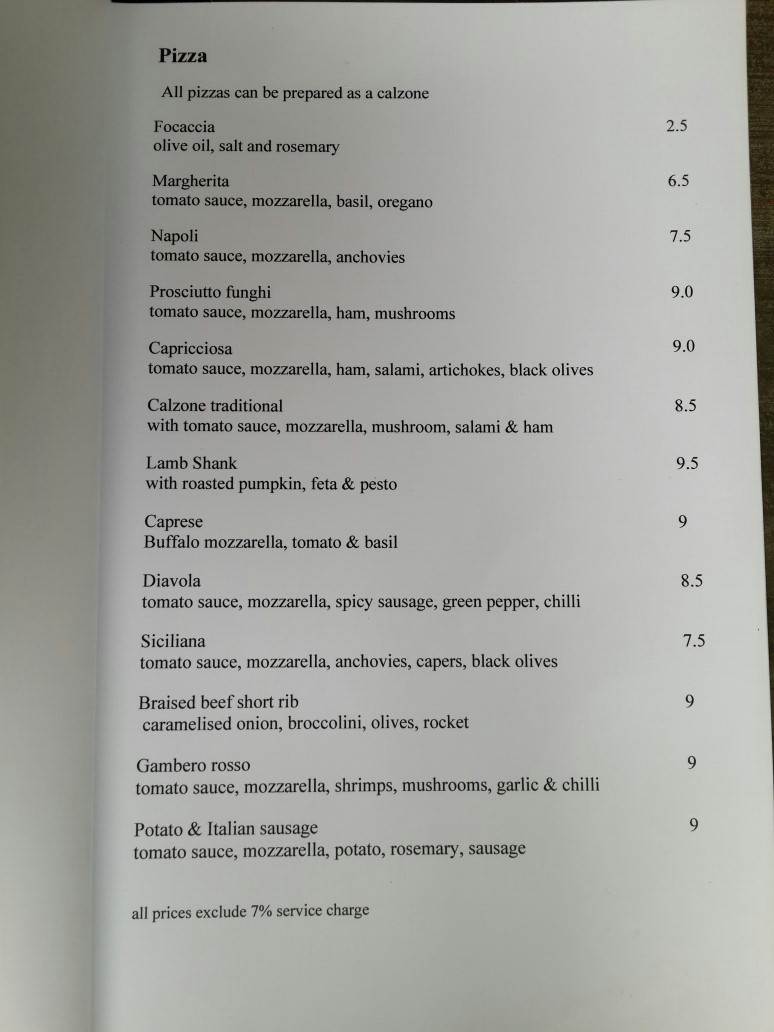 Pizza
All pizzas can be prepared as a calzone
Focaccia 2.5
olive oil, salt and rosemary
Margherita 6.5
tomato sauce, mozzarella, basil, oregano
Napoli 7.5
tomato sauce, mozzarella, anchovies
Prosciutto funghi 9.0
tomato sauce, mozzarella, ham, mushrooms
Capricciosa 9.0
tomato sauce, mozzarella, ham, salami, artichokes, black olives
Calzone traditional 8.5
with tomato sauce, mozzarella, mushroom, salami & ham
Lamb Shank 9.5
with roasted pumpkin, feta & pesto
Caprese 9
Buffalo mozzarella, tomato & basil
Diavola 8.5
tomato sauce, mozzarella, spicy sausage, green pepper, chilli
Siciliana 7.5
tomato sauce, mozzarella, anchovies, capers, black olives
Braised beef short rib 9
caramelised onion, broccolini, olives, rocket
Gambero rosso 9
tomato sauce, mozzarella, shrimps, mushrooms, garlic & chilli
Potato & Italian sausage 9
tomato sauce, mozzarella, potato, rosemary, sausage
all prices exclude 7% service charge